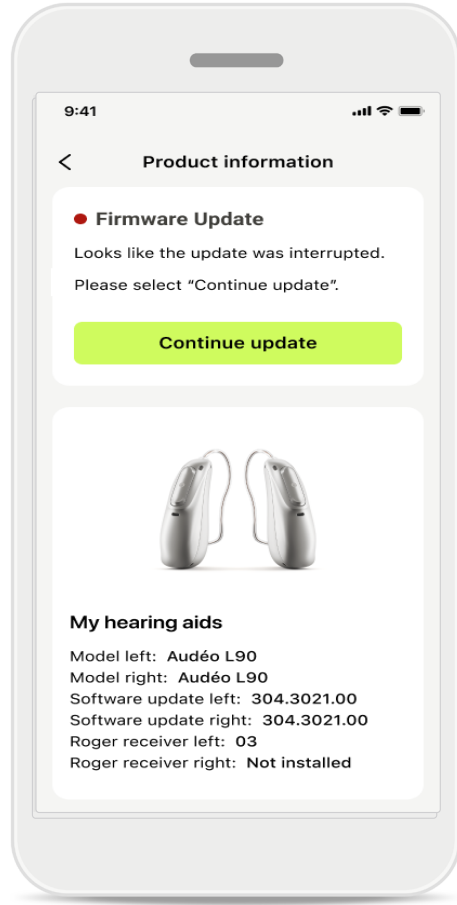 9:41
Product information
Firmware Update
Looks like the update was interrupted.
Please select “Continue update”.
Continue update
My hearing aids
Model left: Audéo L90
Model right: Audéo L90
Software update left: 304.3021.00
Software update right: 304.3021.00
Roger receiver left: 03
Roger receiver right: Not installed